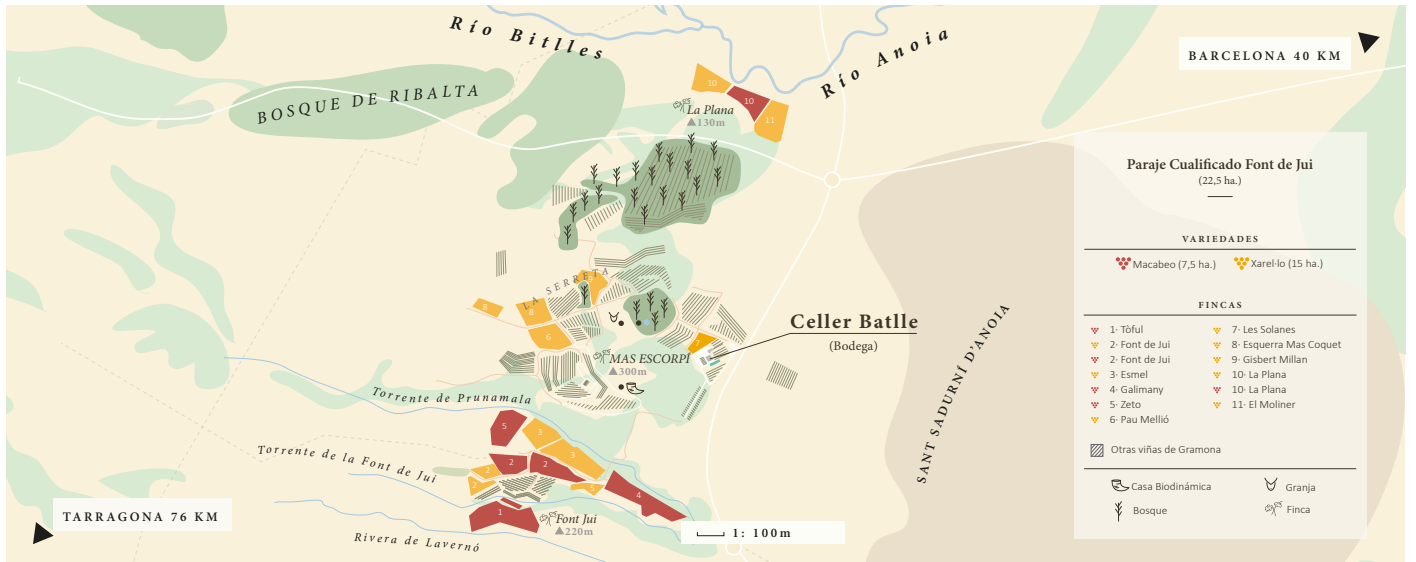 Río Bitlles
Río Anoia
BARCELONA 40 KM
BOSQUE DE RIBALTA
10
10
11
La Plana
130m
LA SERRETA
8
8
6
7
MAS ESCORPÍ
300m
Celler Batlle
(Bodega)
SANT SADURNÍ D'ANOIA
Torrente de Prunamala
Torrente de la Font de Jui
Rivera de Lavernó
5
3
3
2
2
2
2
4
1
Font Jui
220m
TARRAGONA 76 KM
1: 100m
Paraje Cualificado Font de Jui
(22,5 ha.)
VARIEDADES
Macabeo (7,5 ha.) Xarel·lo (15 ha.)
FINCAS
1· Tòful
2· Font de Jui
2· Font de Jui
3· Esmel
4· Galimany
5· Zeto
6· Pau Mellió
7· Les Solanes
8· Esquerra Mas Coquet
9· Gisbert Millan
10· La Plana
10· La Plana
11· El Moliner
Otras viñas de Gramona
Casa Biodinámica
Granja
Bosque
Finca